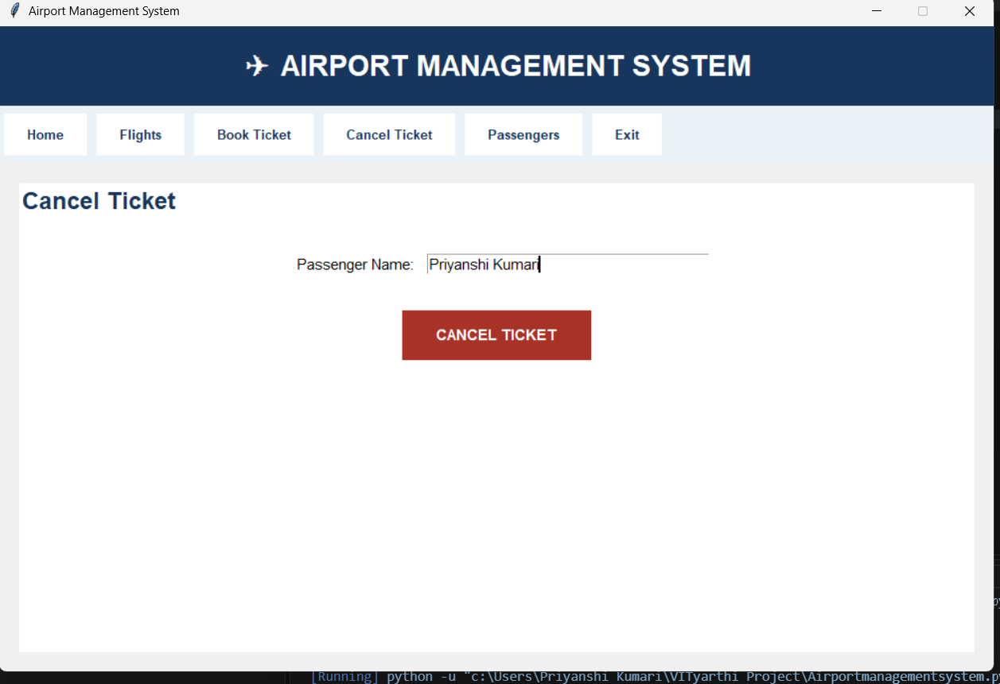 Airport Management System
✈ AIRPORT MANAGEMENT SYSTEM
Home Flights Book Ticket Cancel Ticket Passengers Exit
Cancel Ticket
Passenger Name: Priyanshi Kumari
CANCEL TICKET
[Running] python -u "c:\Users\Priyanshi Kumari\VITyarthi Project\Airportmanagementsystem.p